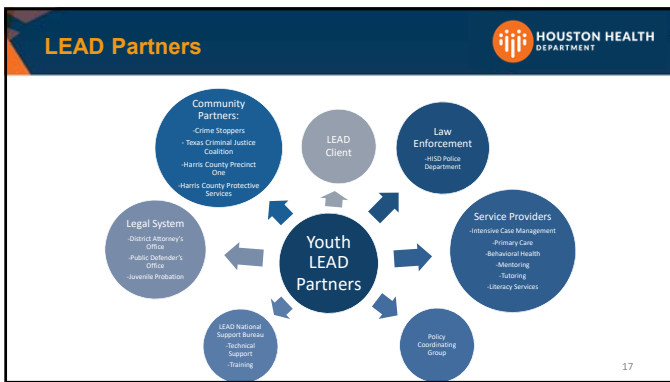 LEAD Partners
HOUSTON HEALTH
DEPARTMENT
Community
Partners:
-Crime Stoppers
- Texas Criminal Justice
Coalition
-Harris County Precinct
One
-Harris County Protective
Services
LEAD
Client
Law
Enforcement
-HISD Police
Department
Legal System
-District Attorney's
Office
-Public Defender's
Office
-Juvenile Probation
Youth
LEAD
Partners
Service Providers
-Intensive Case Management
-Primary Care
-Behavioral Health
-Mentoring
-Tutoring
-Literacy Services
LEAD National
Support Bureau
-Technical
Support
-Training
Policy
Coordinating
Group
17